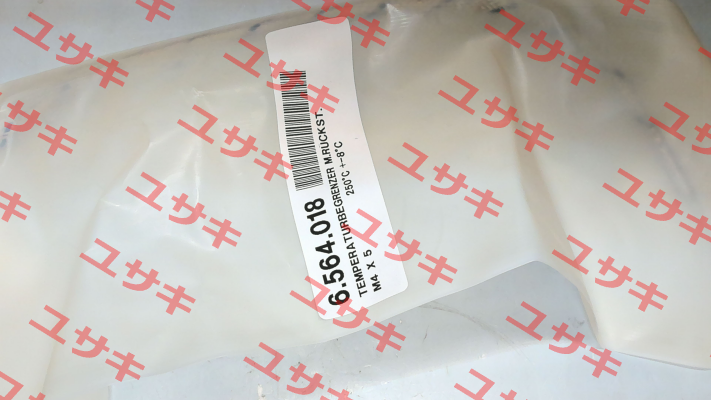 6.564.018
TEMPERATURBEGRENZER M.RUCKST.
250°C +-8°C
M4 X 5
ユサキ